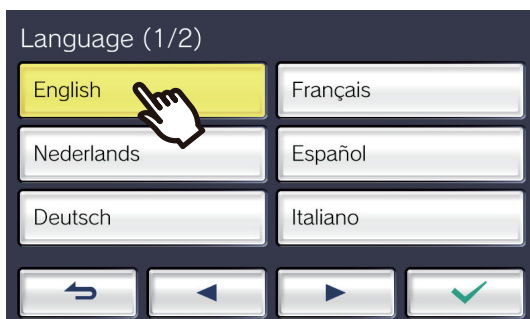 Language (1/2)
English
Français
Nederlands
Español
Deutsch
Italiano